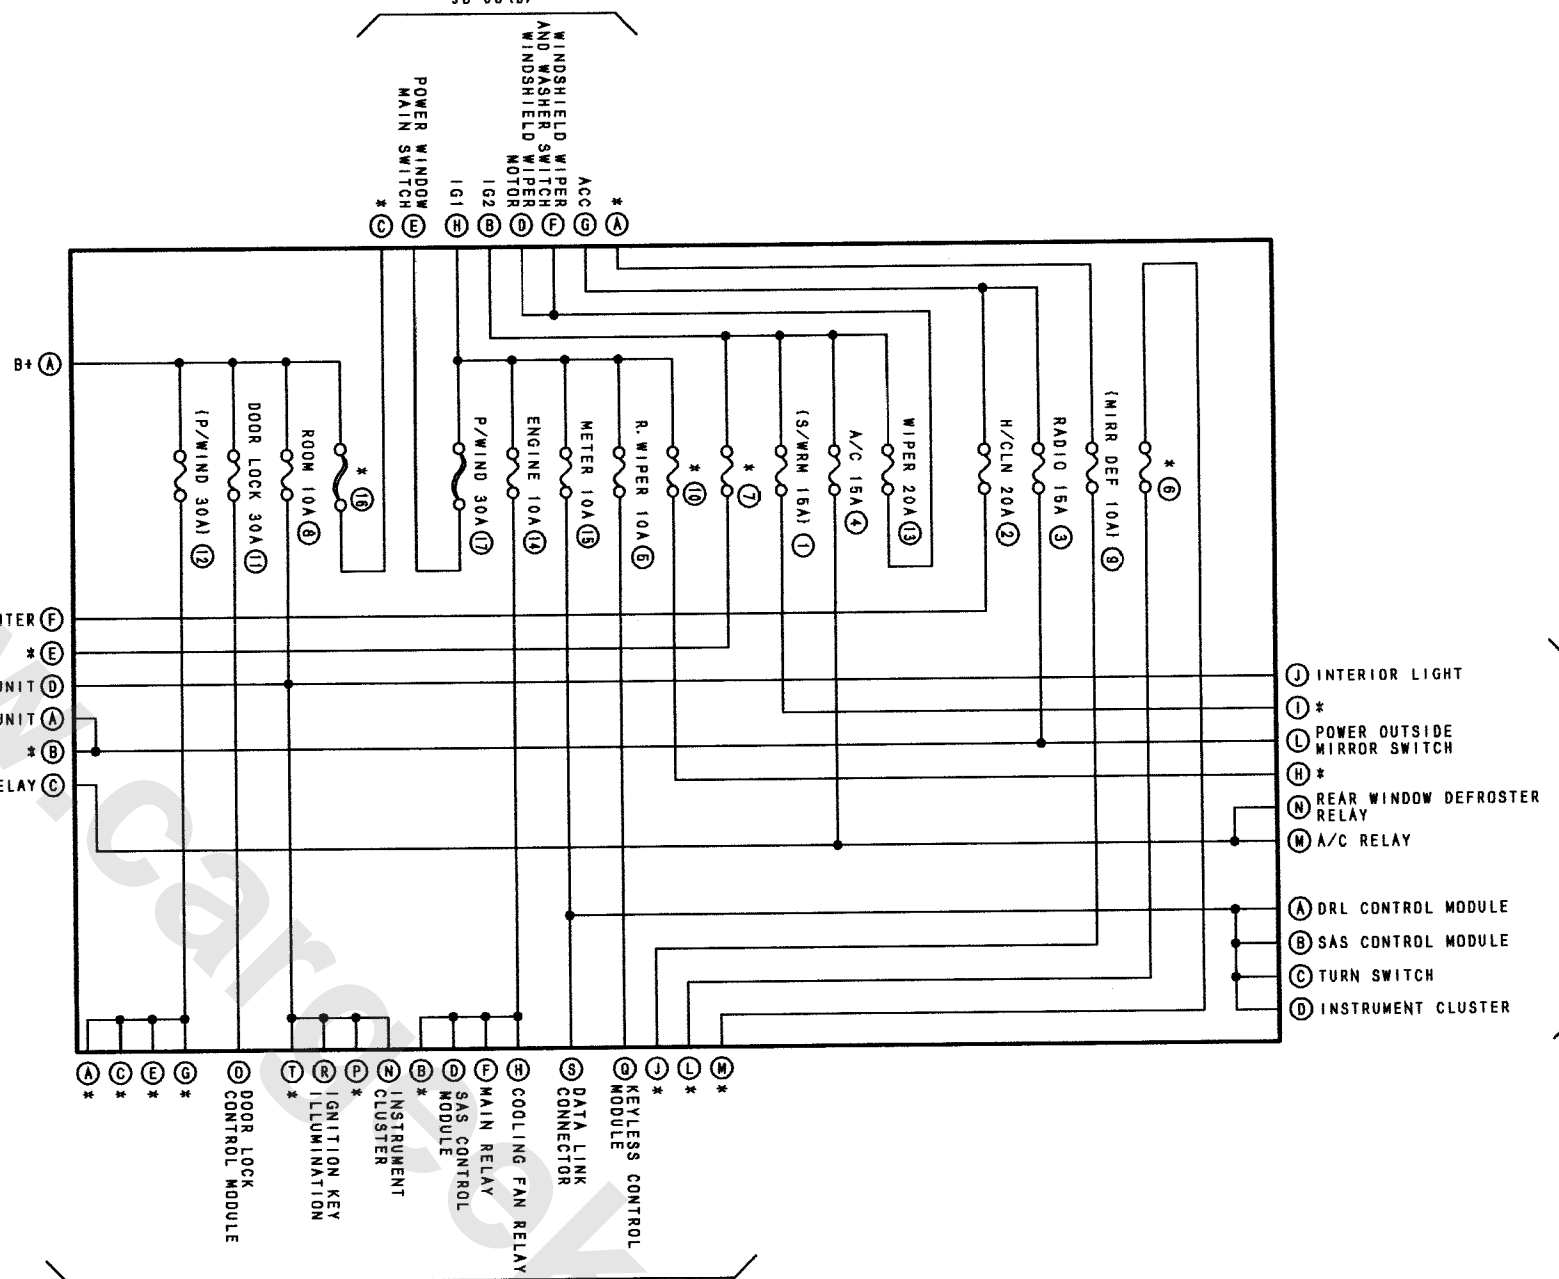 POWER WINDOW
MAIN SWITCH
WINDSHIELD WIPER
AND WASHER SWITCH
WINDSHIELD WIPER
MOTOR
IG1
IG2
ACC
*
*
C
E
H
B
D
F
G
A
B+ A
{P/WIND 30A} 12
DOOR LOCK 30A 11
ROOM 10A 8
* 16
P/WIND 30A 17
ENGINE 10A 14
METER 10A 15
R.WIPER 10A 5
* 10
* 7
{S/WRM 15A} 1
A/C 15A 4
WIPER 20A 13
H/CLN 20A 2
RADIO 15A 3
{MIRR DEF 10A} 9
* 6
F
* E
UNIT D
UNIT A
* B
ELAY C
J INTERIOR LIGHT
I *
L POWER OUTSIDE
MIRROR SWITCH
H *
N REAR WINDOW DEFROSTER
RELAY
M A/C RELAY
A DRL CONTROL MODULE
B SAS CONTROL MODULE
C TURN SWITCH
D INSTRUMENT CLUSTER
A *
C *
E *
G *
O DOOR LOCK
CONTROL MODULE
T *
R IGNITION KEY
ILLUMINATION
P *
N INSTRUMENT
CLUSTER
B *
D SAS CONTROL
MODULE
F MAIN RELAY
H COOLING FAN RELAY
S DATA LINK
CONNECTOR
Q KEYLESS CONTROL
MODULE
J *
L *
M *
w.cargeek